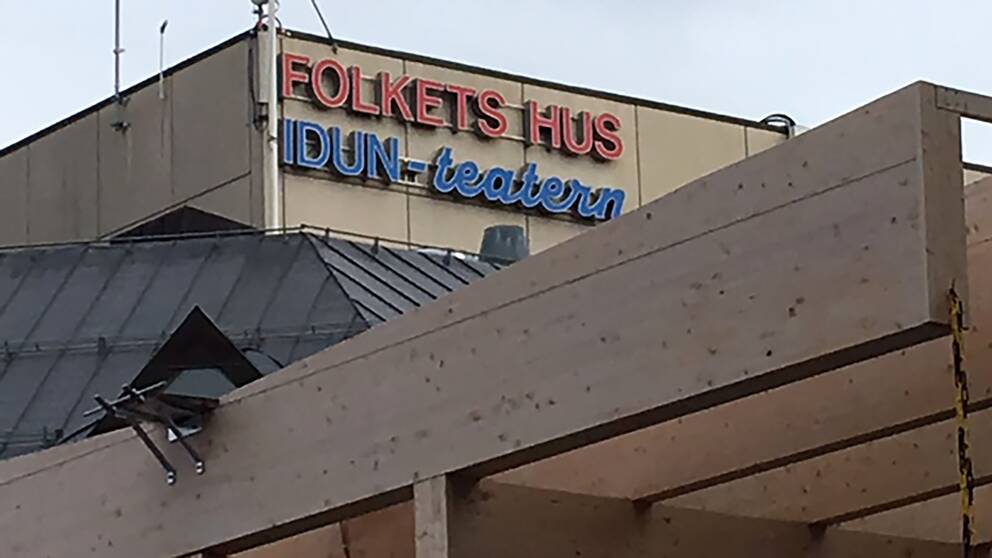 FOLKETS HUS
IDUN-teatern